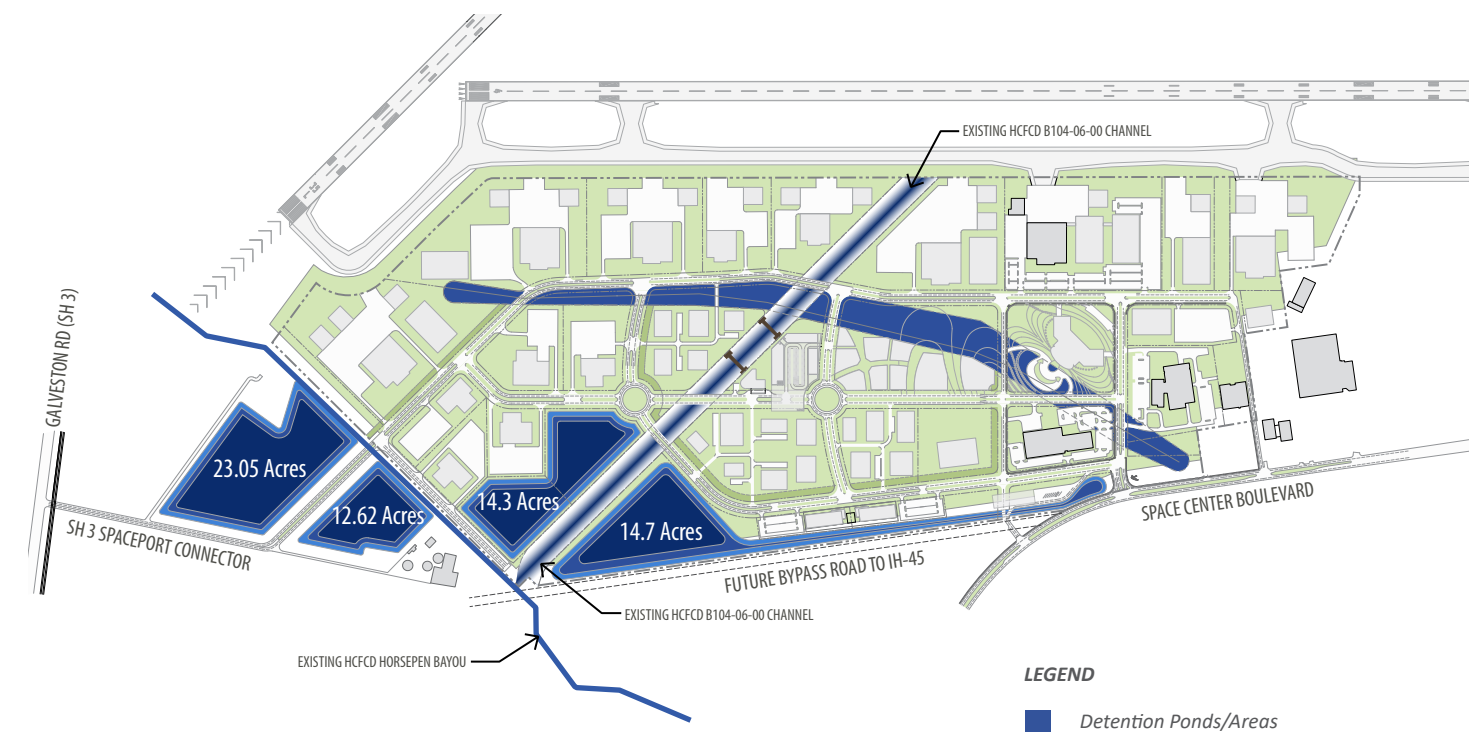 EXISTING HCFCD B104-06-00 CHANNEL
GALVESTON RD (SH 3)
23.05 Acres
12.62 Acres
14.3 Acres
14.7 Acres
SH 3 SPACEPORT CONNECTOR
SPACE CENTER BOULEVARD
FUTURE BYPASS ROAD TO IH-45
EXISTING HCFCD B104-06-00 CHANNEL
EXISTING HCFCD HORSEPEN BAYOU
LEGEND
Detention Ponds/Areas